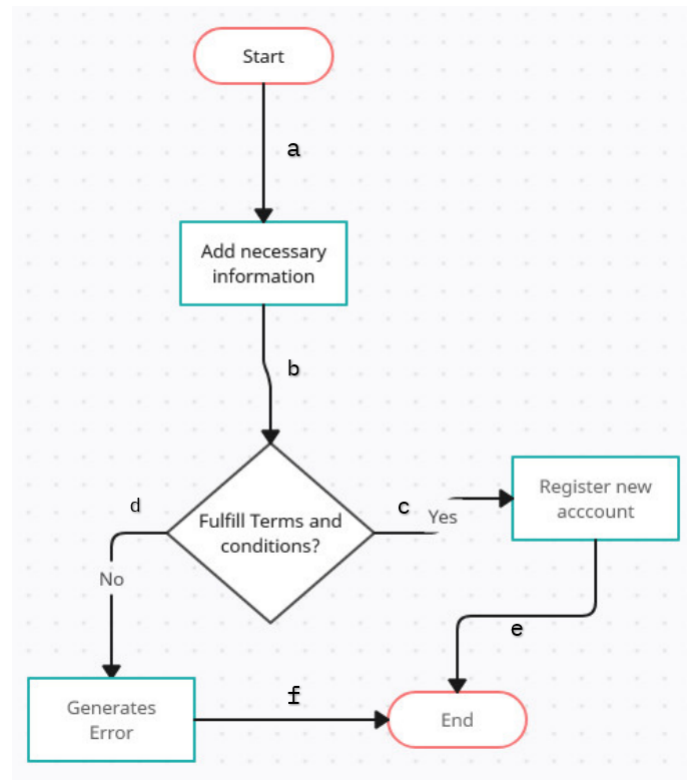 Start
a
Add necessary
information
b
d
c
Yes
Fulfill Terms and
conditions?
Register new
acccount
No
e
Generates
Error
f
End